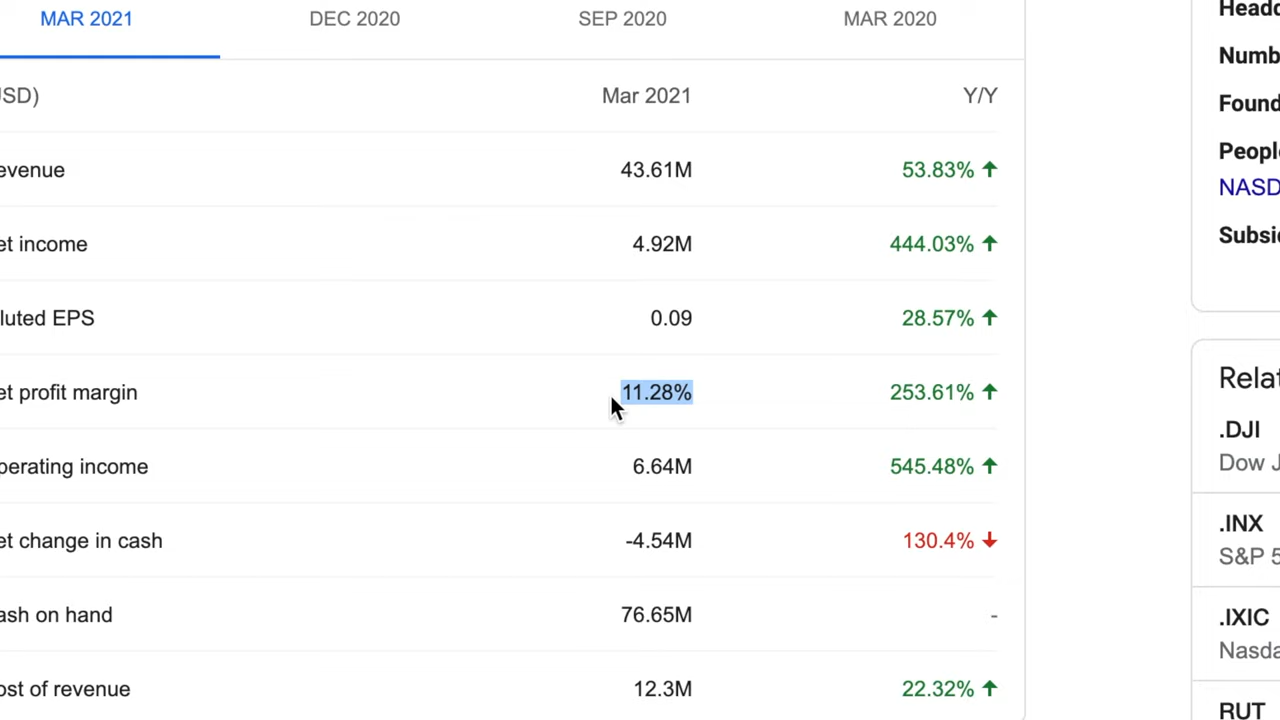 MAR 2021 DEC 2020 SEP 2020 MAR 2020
USD) Mar 2021 Y/Y
evenue 43.61M 53.83%
et income 4.92M 444.03%
luted EPS 0.09 28.57%
et profit margin 11.28% 253.61%
perating income 6.64M 545.48%
et change in cash -4.54M 130.4%
ash on hand 76.65M -
ost of revenue 12.3M 22.32%
Headq
Numb
Found
Peopl
NASD
Subsi
Relat
.DJI
Dow J
.INX
S&P 5
.IXIC
Nasda
RUT